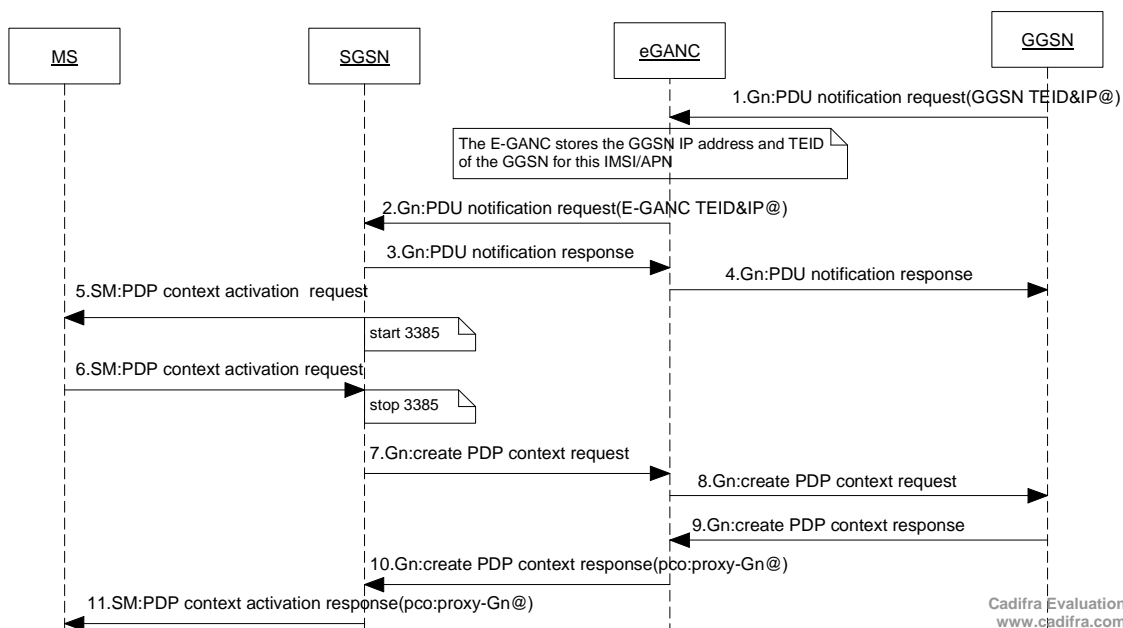 MS
SGSN
eGANC
GGSN
1.Gn:PDU notification request(GGSN TEID&IP@)
The E-GANC stores the GGSN IP address and TEID
of the GGSN for this IMSI/APN
2.Gn:PDU notification request(E-GANC TEID&IP@)
3.Gn:PDU notification response
4.Gn:PDU notification response
5.SM:PDP context activation request
start 3385
6.SM:PDP context activation request
stop 3385
7.Gn:create PDP context request
8.Gn:create PDP context request
9.Gn:create PDP context response
10.Gn:create PDP context response(pco:proxy-Gn@)
11.SM:PDP context activation response(pco:proxy-Gn@)
Cadifra Evaluation
www.cadifra.com